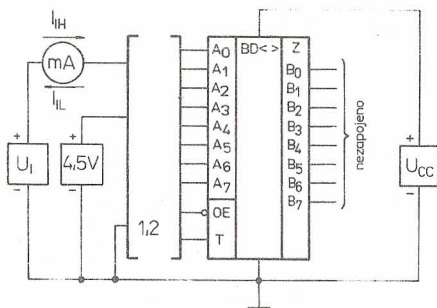 I_IH
mA
I_IL
U_I
4,5V
1,2
A0
A1
A2
A3
A4
A5
A6
A7
OE
T
BD<> Z
B0
B1
B2
B3
B4
B5
B6
B7
nezapojeno
U_CC
+
−
+
−
+
−